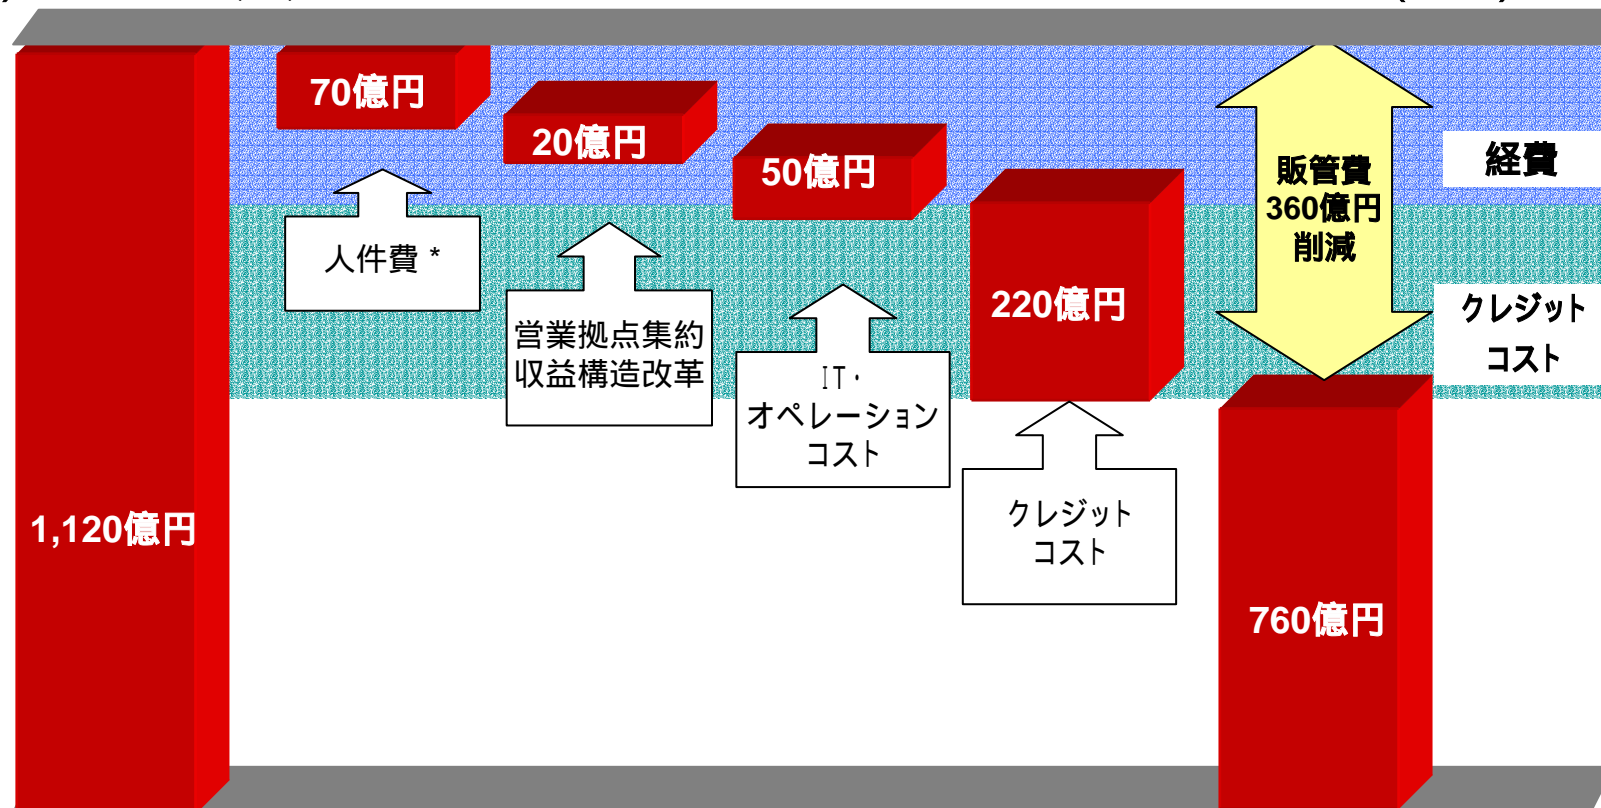 70億円
20億円
50億円
220億円
1,120億円
760億円
人件費 *
営業拠点集約
収益構造改革
IT・
オペレーション
コスト
クレジット
コスト
販管費
360億円
削減
経費
クレジット
コスト